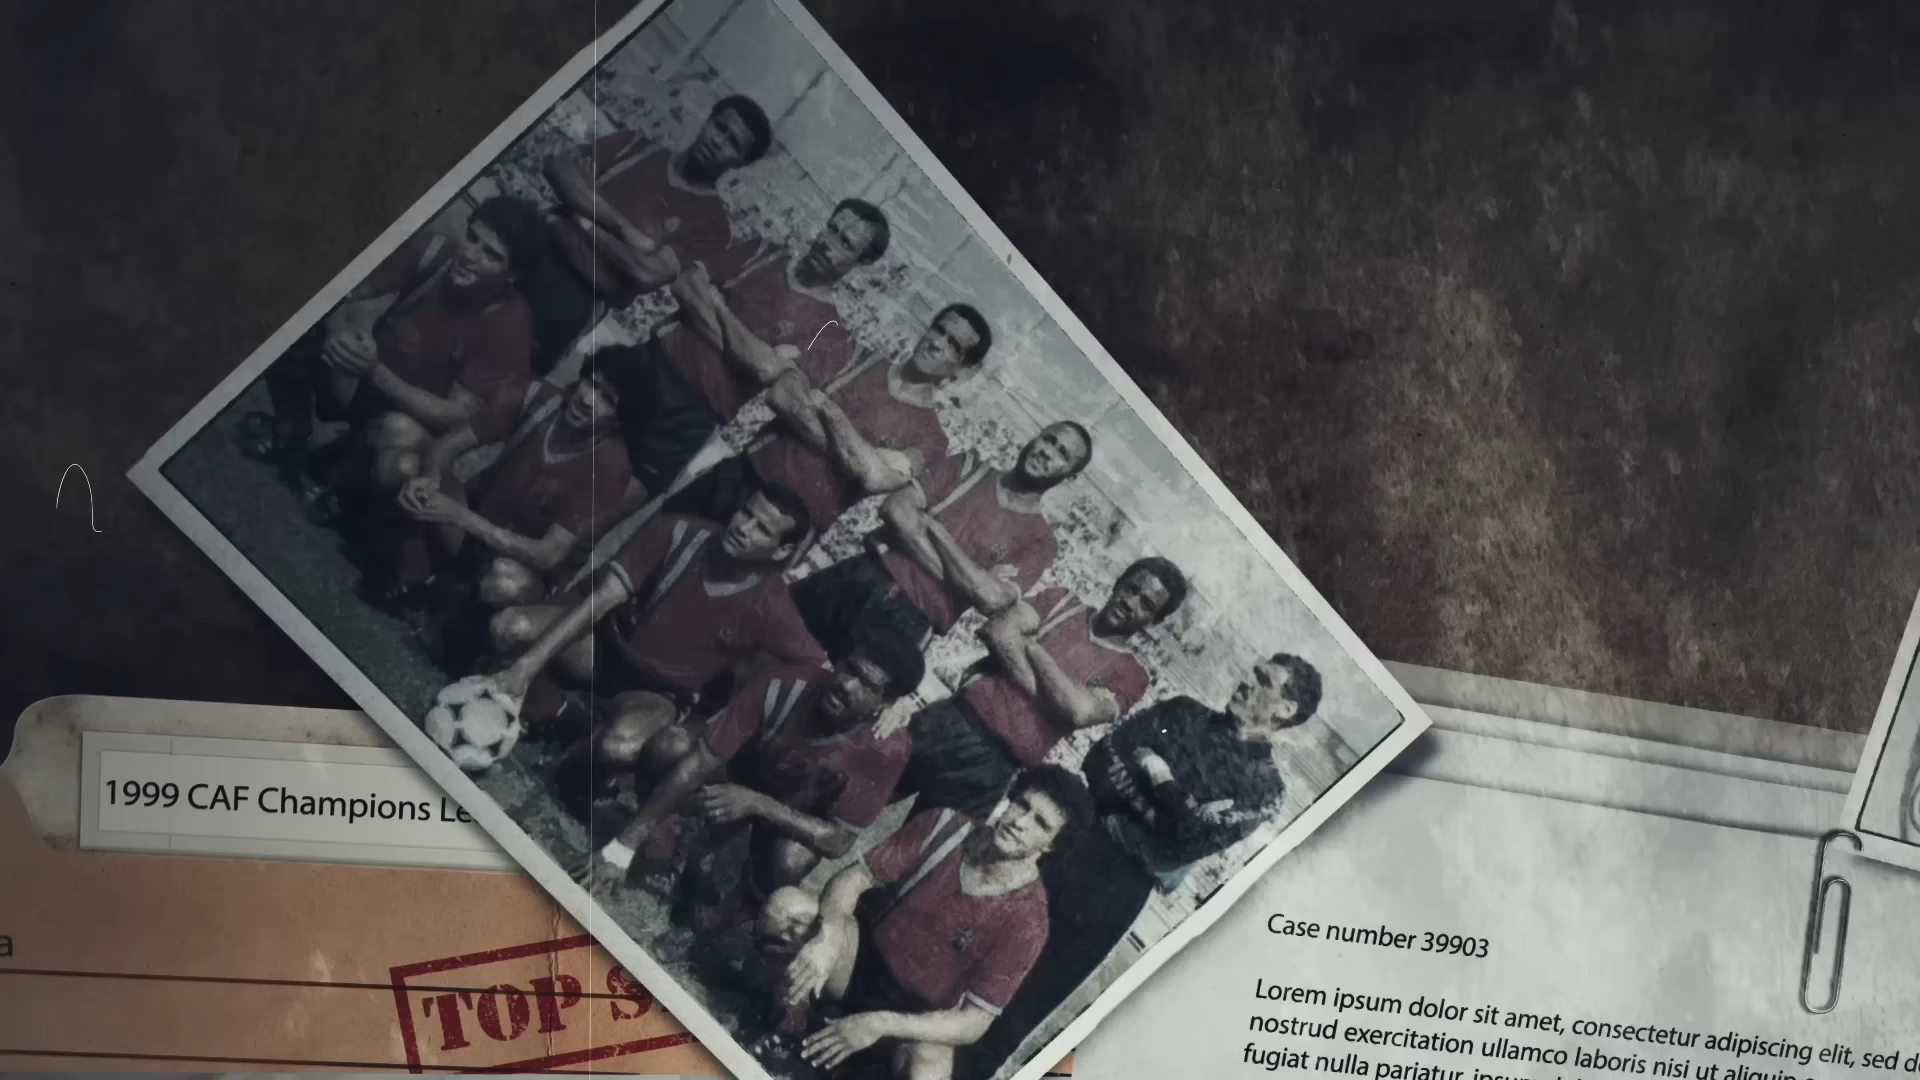 1999 CAF Champions Le
a
TOP S
Case number 39903
Lorem ipsum dolor sit amet, consectetur adipiscing elit, sed d
nostrud exercitation ullamco laboris nisi ut aliquip
fugiat nulla pariatur